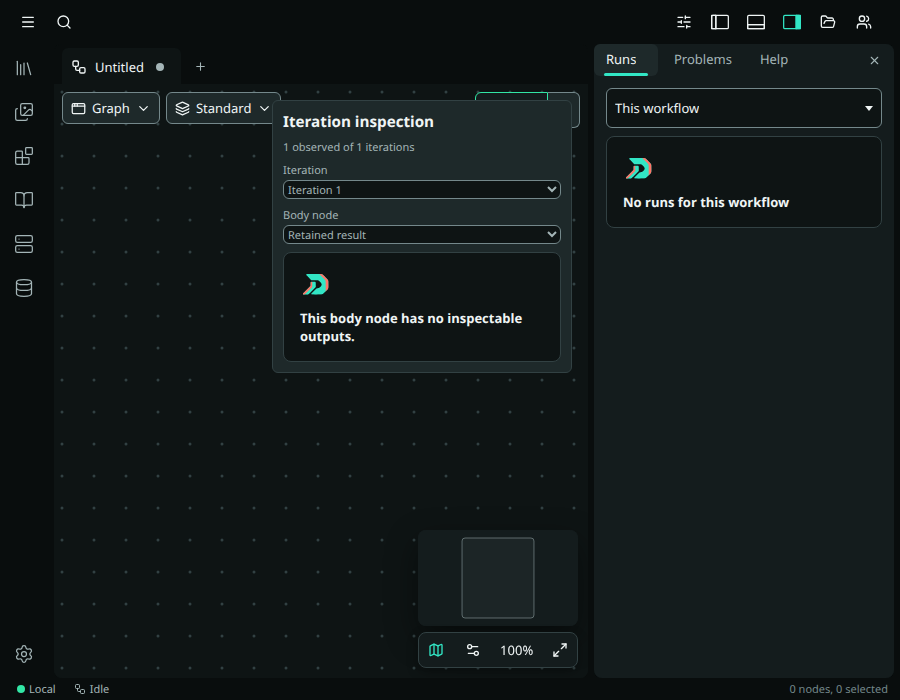 Untitled
Runs
Problems
Help
Graph
Standard
This workflow
Iteration inspection
1 observed of 1 iterations
Iteration
Iteration 1
Body node
Retained result
This body node has no inspectable
outputs.
No runs for this workflow
100%
Local
Idle
0 nodes, 0 selected